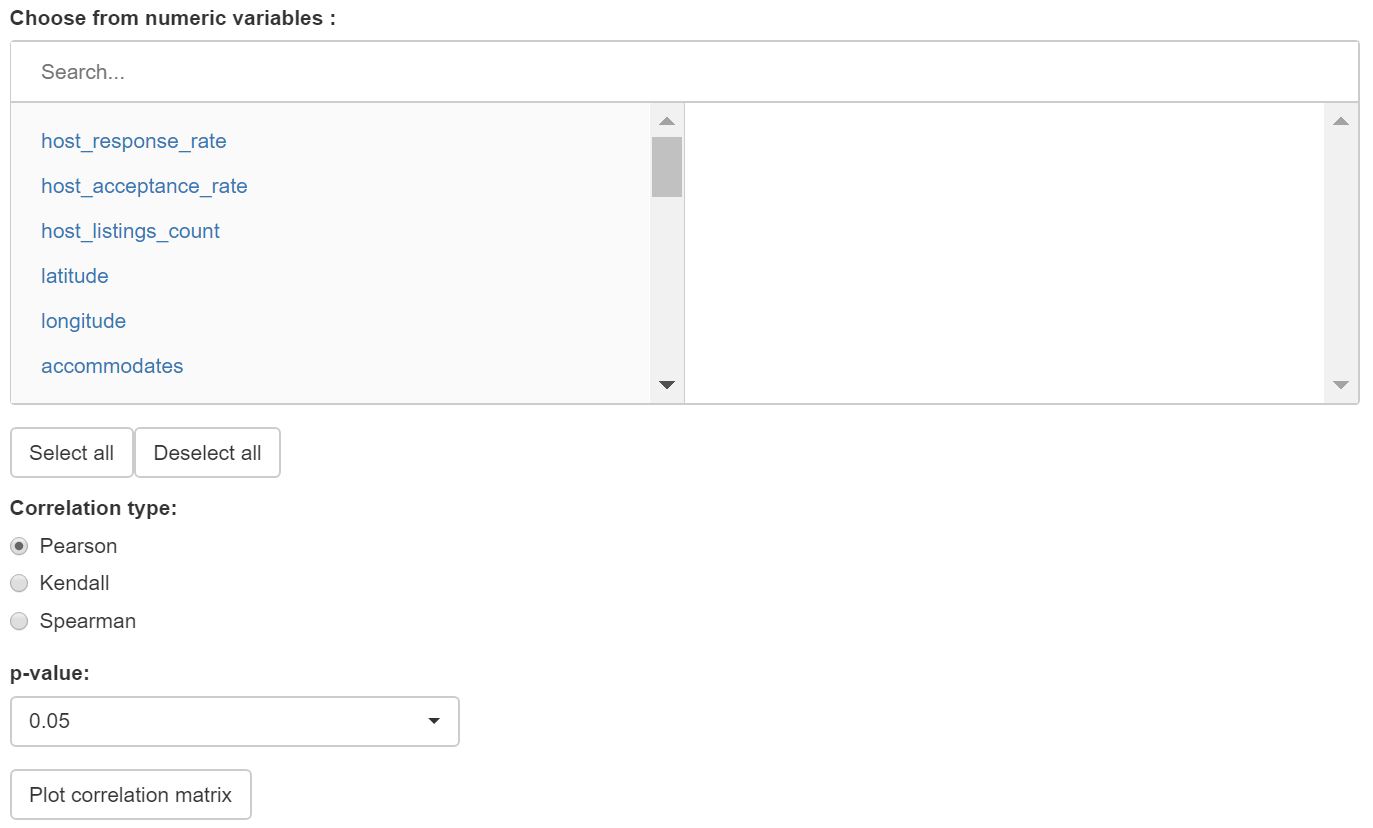 Choose from numeric variables :
Search...
host_response_rate
host_acceptance_rate
host_listings_count
latitude
longitude
accommodates
Select all Deselect all
Correlation type:
Pearson
Kendall
Spearman
p-value:
0.05
Plot correlation matrix